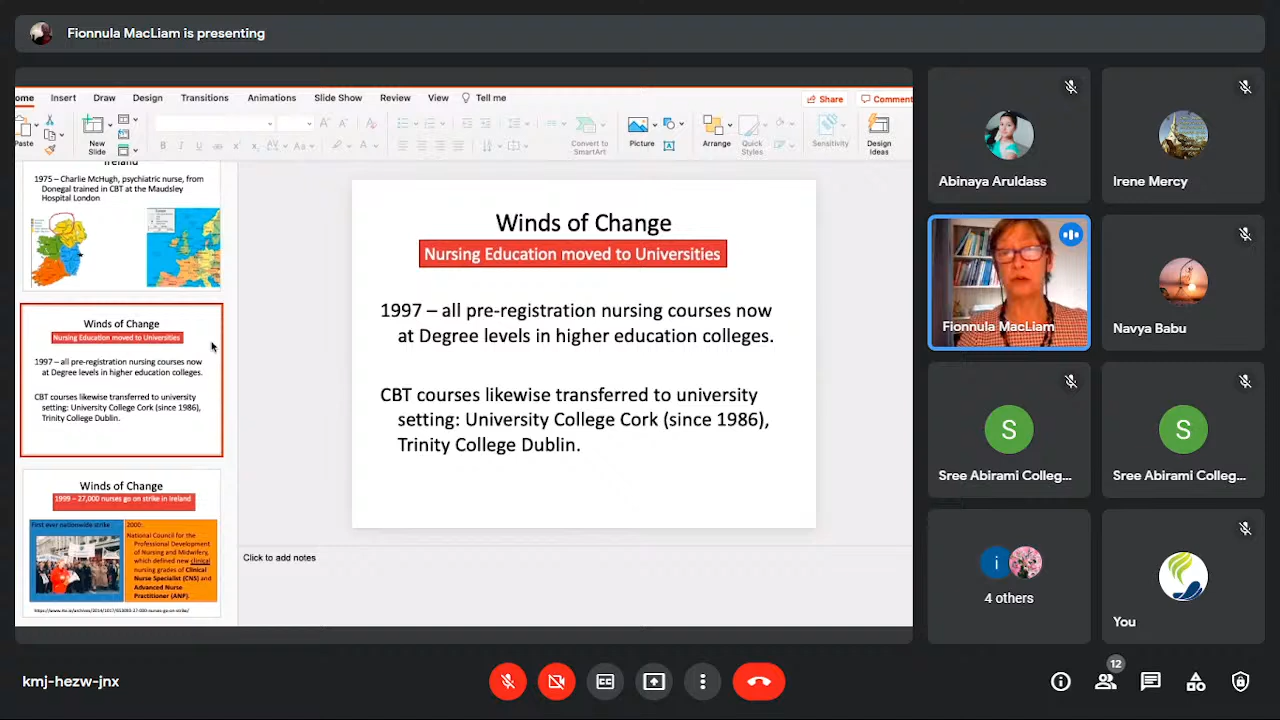 Fionnula MacLiam is presenting
ome Insert Draw Design Transitions Animations Slide Show Review View Tell me
Share Comment
Paste
New
Slide
B I U
Aa
Convert to
SmartArt
Picture
Arrange
Quick
Styles
Sensitivity
Design
Ideas
Ireland
1975 – Charlie McHugh, psychiatric nurse, from
Donegal trained in CBT at the Maudsley
Hospital London
Winds of Change
Nursing Education moved to Universities
1997 – all pre-registration nursing courses now
at Degree levels in higher education colleges.
CBT courses likewise transferred to university
setting: University College Cork (since 1986),
Trinity College Dublin.
Winds of Change
1999 – 27,000 nurses go on strike in Ireland
First ever nationwide strike
2000:
National Council for the
Professional Development
of Nursing and Midwifery,
which defined new clinical
nursing grades of Clinical
Nurse Specialist (CNS) and
Advanced Nurse
Practitioner (ANP).
Winds of Change
Nursing Education moved to Universities
1997 – all pre-registration nursing courses now
at Degree levels in higher education colleges.
CBT courses likewise transferred to university
setting: University College Cork (since 1986),
Trinity College Dublin.
Click to add notes
Abinaya Aruldass
Irene Mercy
Fionnula MacLiam
Navya Babu
S
Sree Abirami Colleg...
S
Sree Abirami Colleg...
i
4 others
You
kmj-hezw-jnx
CC
12